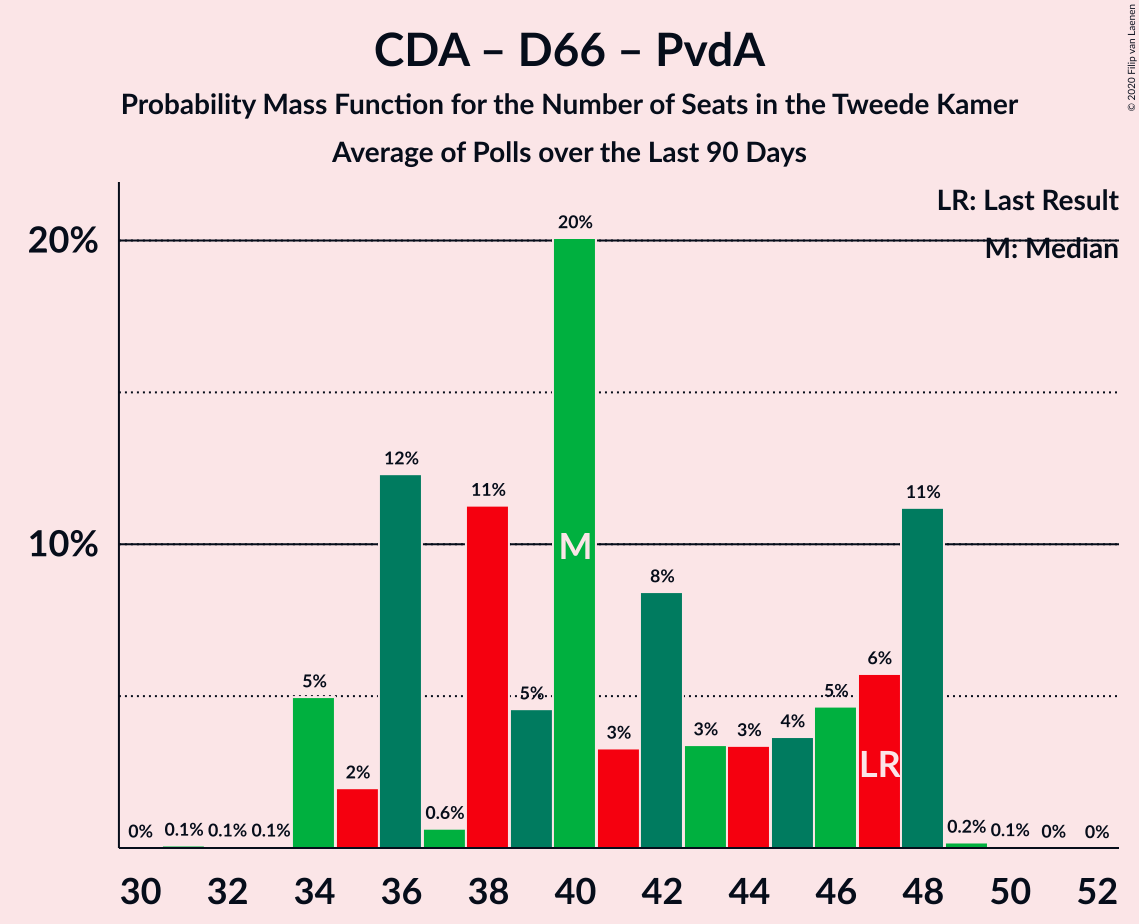 CDA – D66 – PvdA
Probability Mass Function for the Number of Seats in the Tweede Kamer
Average of Polls over the Last 90 Days
© 2020 Filip van Laenen
LR: Last Result
M: Median
20%
10%
0% 0.1% 0.1% 0.1% 5% 2% 12% 0.6% 11% 5% 20% 3% 8% 3% 3% 4% 5% 6% 11% 0.2% 0.1% 0% 0%
M
LR
30 32 34 36 38 40 42 44 46 48 50 52